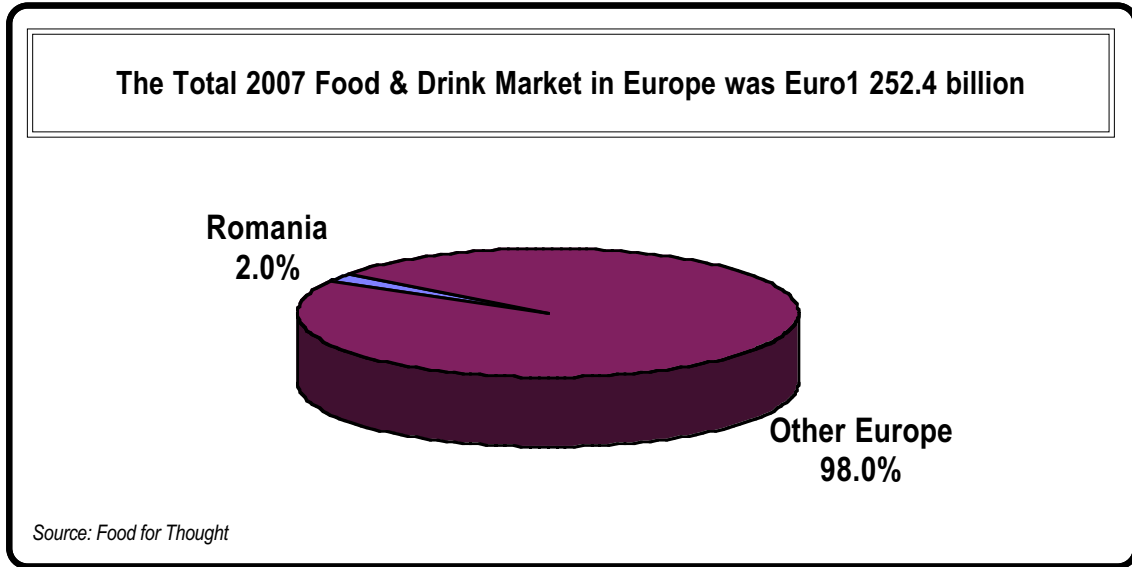 The Total 2007 Food & Drink Market in Europe was Euro1 252.4 billion
Romania
2.0%
Other Europe
98.0%
Source: Food for Thought